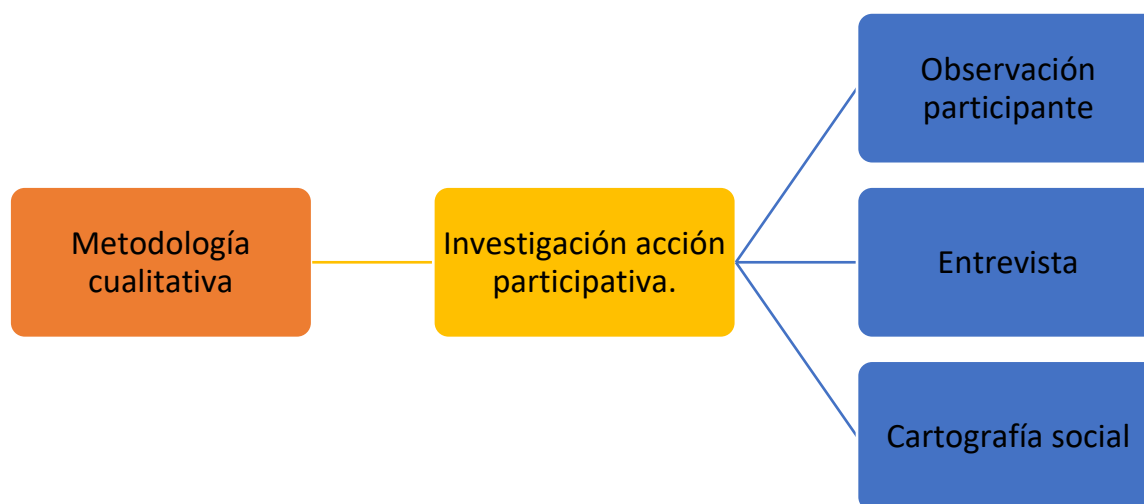 Metodología
cualitativa
Investigación acción
participativa.
Observación
participante
Entrevista
Cartografía social